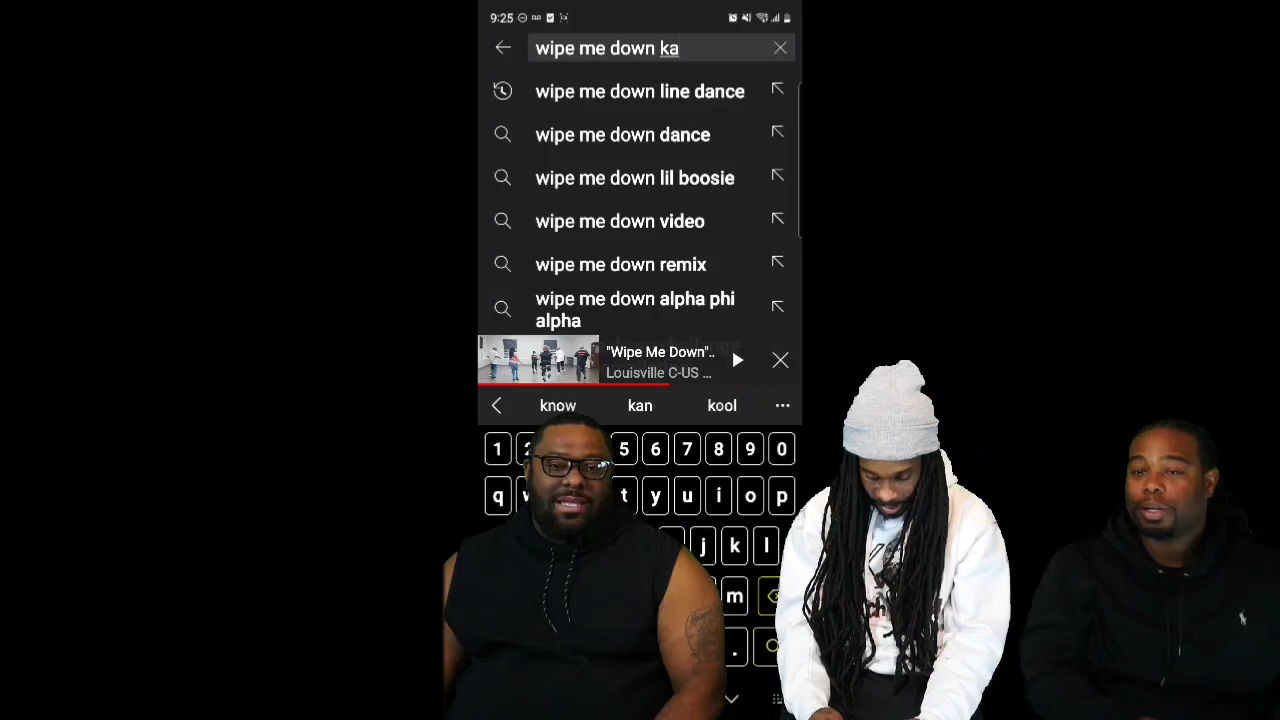 9:25
wipe me down ka
wipe me down line dance
wipe me down dance
wipe me down lil boosie
wipe me down video
wipe me down remix
wipe me down alpha phi
alpha
"Wipe Me Down"..
Louisville C-US ...
know kan kool
1 2 5 6 7 8 9 0
q w t y u i o p
j k l
m
.